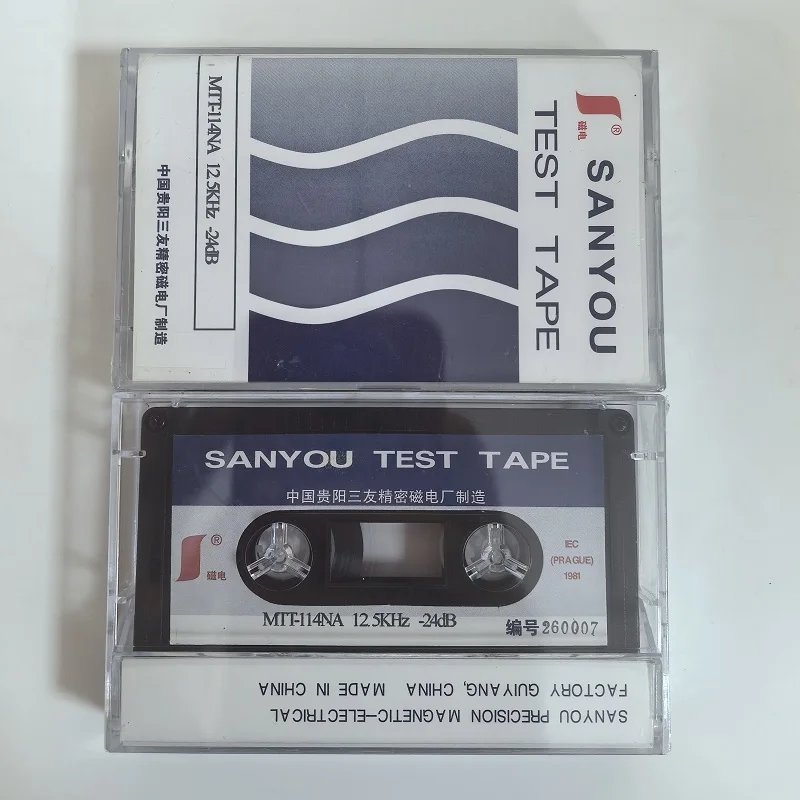 SANYOU
TEST TAPE
®
磁电
MTT-114NA 12.5KHz -24dB
中国贵阳三友精密磁电厂制造
SANYOU TEST TAPE
中国贵阳三友精密磁电厂制造
®
磁电
IEC
(PRAGUE)
1981
MTT-114NA 12.5KHz -24dB
编号260007
SANYOU PRECISION MAGNETIC-ELECTRICAL
FACTORY GUIYANG, CHINA MADE IN CHINA